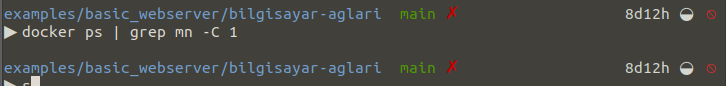 examples/basic_webserver/bilgisayar-aglari main ✗ 8d12h ◒ 🚫
▶ docker ps | grep mn -C 1
examples/basic_webserver/bilgisayar-aglari main ✗ 8d12h ◒ 🚫
▶